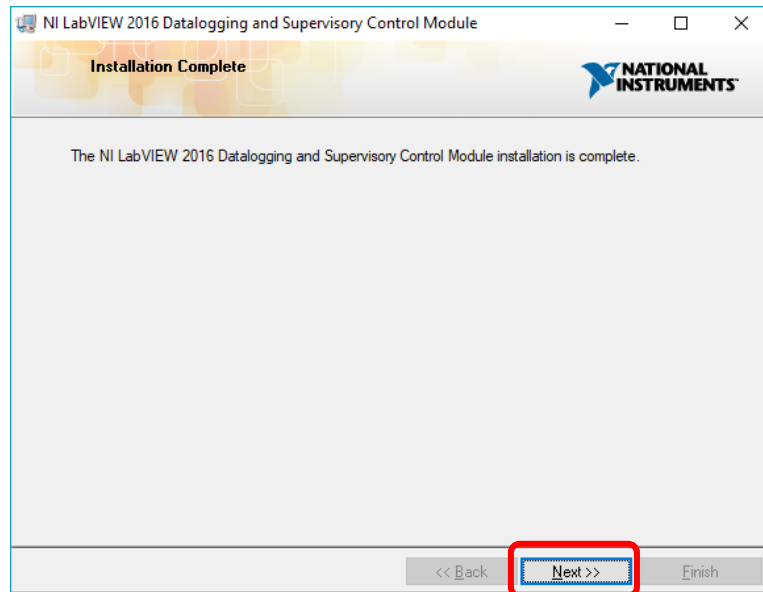 NI LabVIEW 2016 Datalogging and Supervisory Control Module
Installation Complete
NATIONAL
INSTRUMENTS™
The NI LabVIEW 2016 Datalogging and Supervisory Control Module installation is complete.
<< Back Next >> Finish